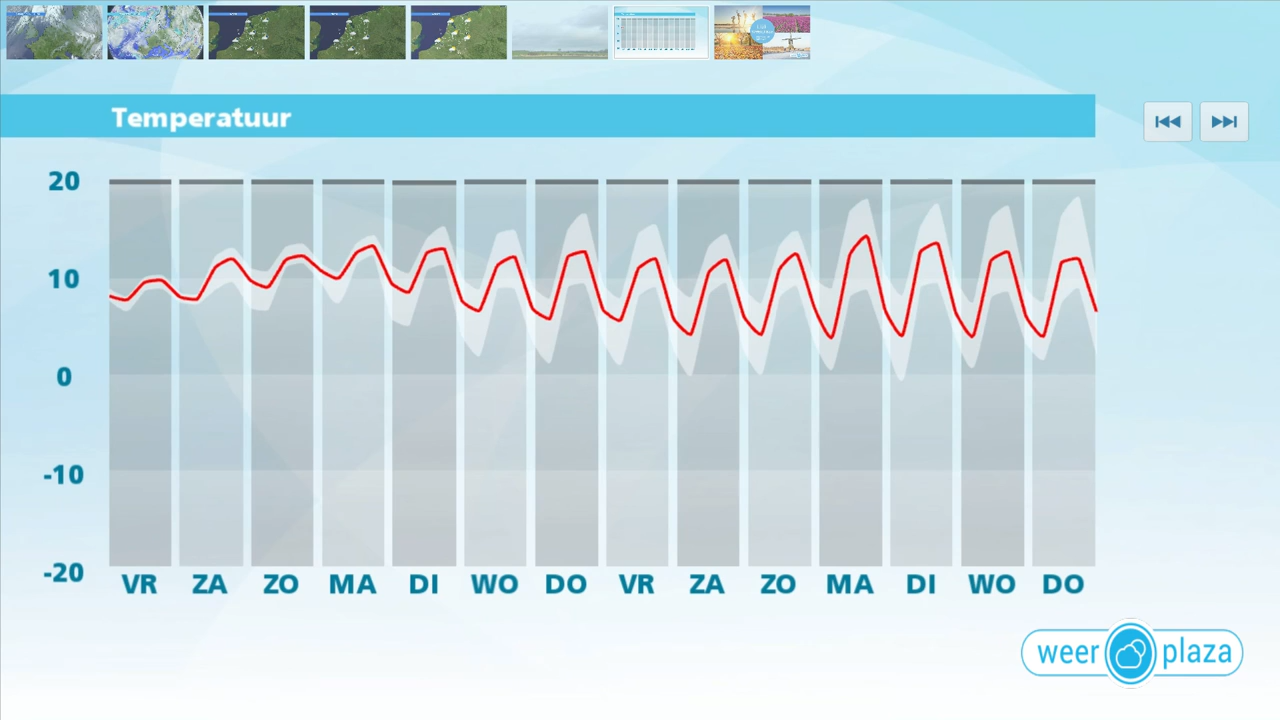 Temperatuur
20
10
0
-10
-20
VR ZA ZO MA DI WO DO VR ZA ZO MA DI WO DO
weer plaza